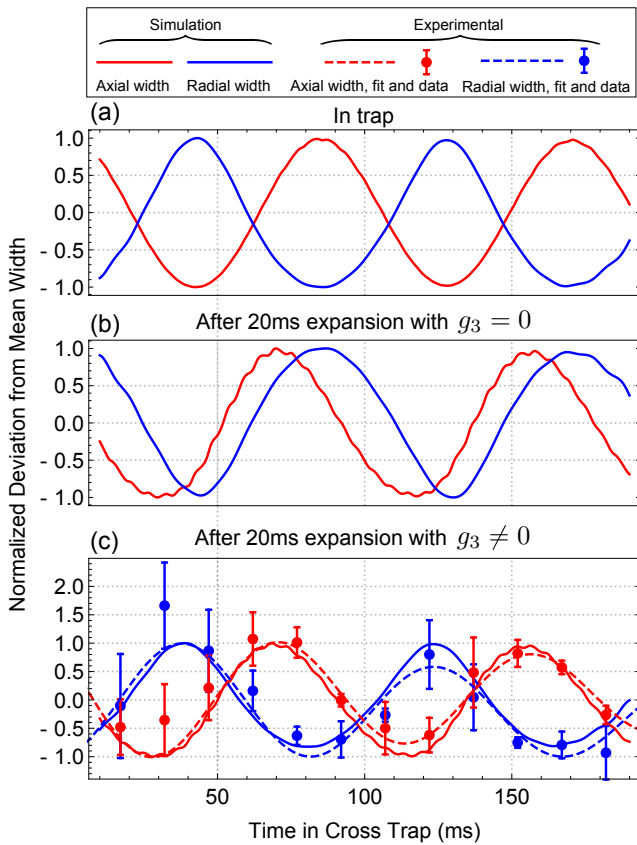 Simulation Experimental
Axial width Radial width Axial width, fit and data Radial width, fit and data
(a) In trap
1.0
0.5
0.0
- 0.5
- 1.0
(b) After 20ms expansion with g₃ = 0
1.0
0.5
0.0
- 0.5
- 1.0
(c) After 20ms expansion with g₃ ≠ 0
2.0
1.5
1.0
0.5
0.0
- 0.5
- 1.0
50 100 150
Time in Cross Trap (ms)
Normalized Deviation from Mean Width